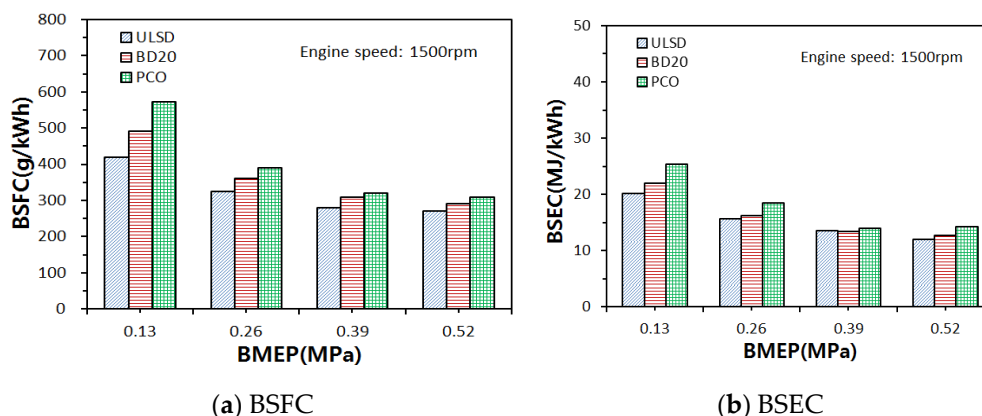 800
700
600
500
400
300
200
100
0
BSFC(g/kWh)
ULSD
BD20
PCO
Engine speed: 1500rpm
0.13 0.26 0.39 0.52
BMEP(MPa)
(a) BSFC
50
40
30
20
10
0
BSEC(MJ/kWh)
ULSD
BD20
PCO
Engine speed: 1500rpm
0.13 0.26 0.39 0.52
BMEP(MPa)
(b) BSEC